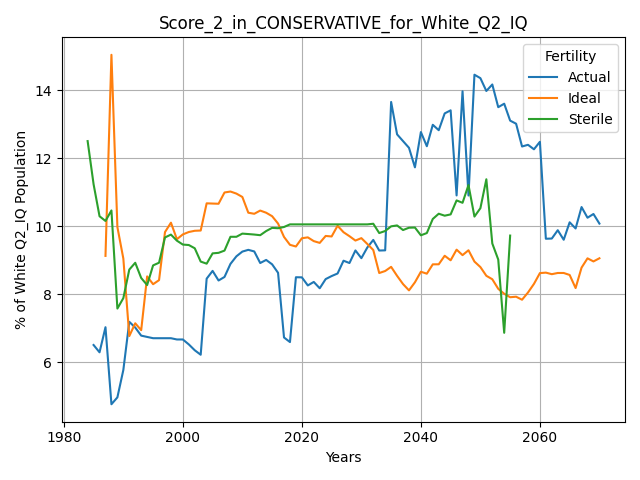 Score_2_in_CONSERVATIVE_for_White_Q2_IQ
Fertility
Actual
Ideal
Sterile
% of White Q2_IQ Population
14
12
10
8
6
1980
2000
2020
2040
2060
Years